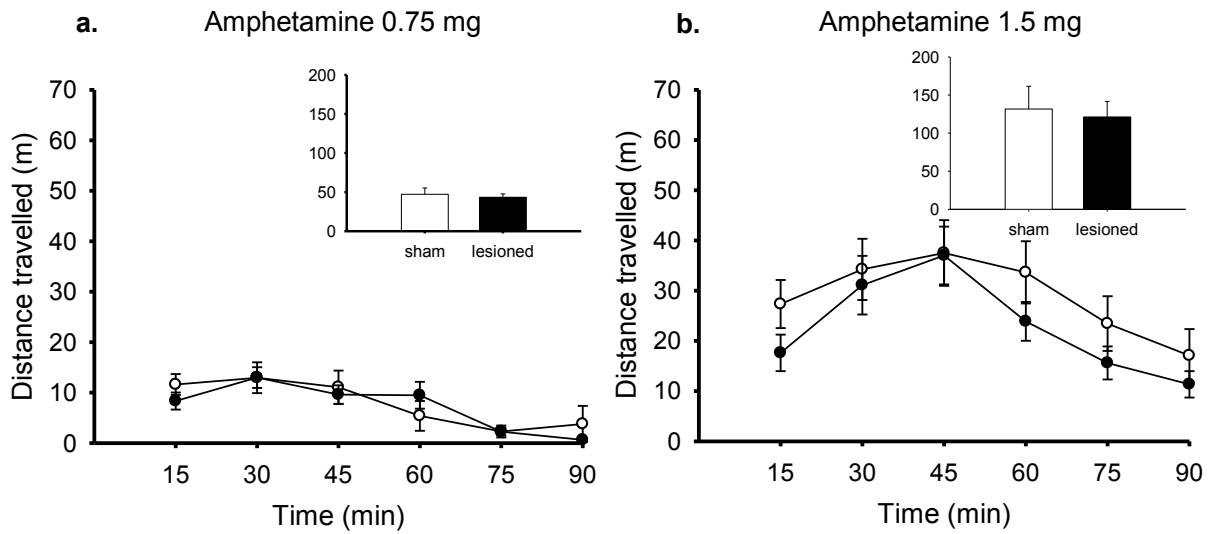 a. Amphetamine 0.75 mg
Distance travelled (m)
70
60
50
40
30
20
10
0
15 30 45 60 75 90
Time (min)
200
150
100
50
0
sham lesioned
b. Amphetamine 1.5 mg
Distance travelled (m)
70
60
50
40
30
20
10
0
15 30 45 60 75 90
Time (min)
200
150
100
50
0
sham lesioned